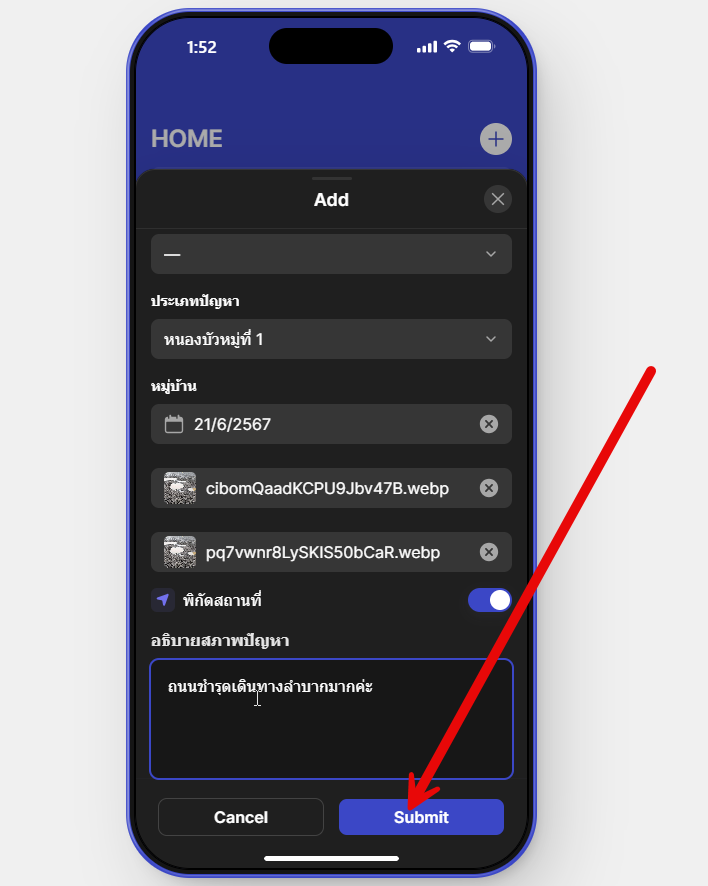 1:52
HOME
Add
—
ประเภทปัญหา
หนองบัวหมู่ที่ 1
หมู่บ้าน
21/6/2567
cibomQaadKCPU9Jbv47B.webp
pq7vwnr8LySKIS50bCaR.webp
พิกัดสถานที่
อธิบายสภาพปัญหา
ถนนชำรุดเดินทางลำบากมากค่ะ
Cancel Submit